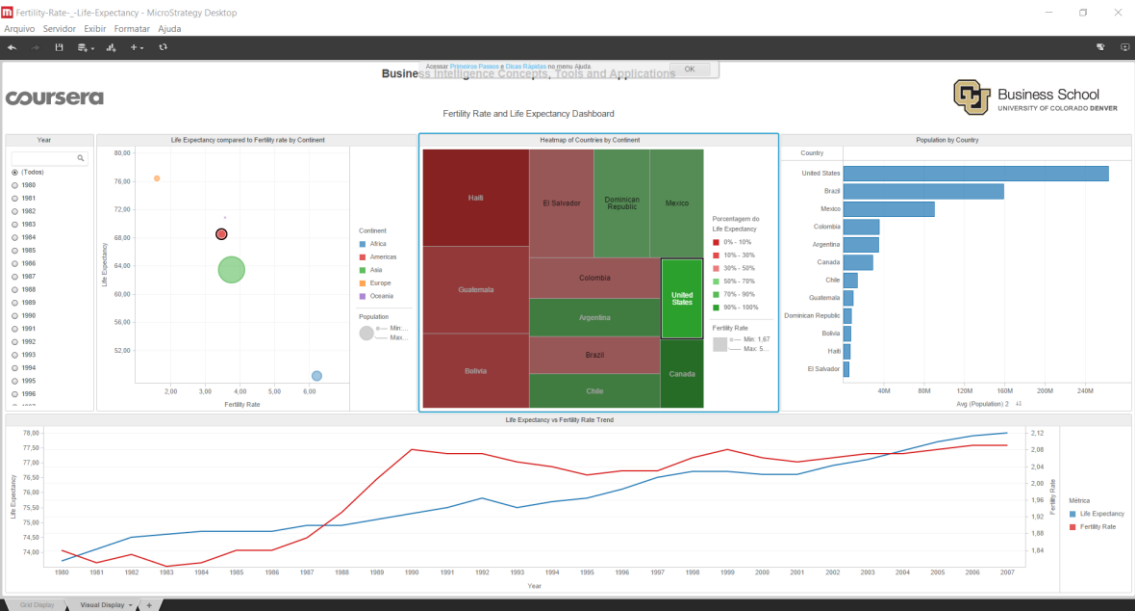 Fertility-Rate-_-Life-Expectancy - MicroStrategy Desktop
Arquivo Servidor Exibir Formatar Ajuda
Acessar Primeiros Passos e Dicas Rápidas no menu Ajuda.
OK
Business Intelligence Concepts, Tools and Applications
coursera
CU
Business School
UNIVERSITY OF COLORADO DENVER
Fertility Rate and Life Expectancy Dashboard
Year
(Todos)
1980
1981
1982
1983
1984
1985
1986
1987
1988
1989
1990
1991
1992
1993
1994
1995
1996
Life Expectancy compared to Fertility rate by Continent
80,00
76,00
72,00
68,00
64,00
60,00
56,00
52,00
Life Expectancy
2,00 3,00 4,00 5,00 6,00
Fertility Rate
Continent
Africa
Americas
Asia
Europe
Oceania
Population
Min:...
Max...
Heatmap of Countries by Continent
Haiti
Guatemala
Bolivia
El Salvador
Dominican
Republic
Mexico
Colombia
Argentina
Brazil
Chile
United
States
Canada
Porcentagem do
Life Expectancy
0% - 10%
10% - 30%
30% - 50%
50% - 70%
70% - 90%
90% - 100%
Fertility Rate
Min: 1,67
Max: 5...
Population by Country
Country
United States
Brazil
Mexico
Colombia
Argentina
Canada
Chile
Guatemala
Dominican Republic
Bolivia
Haiti
El Salvador
40M 80M 120M 160M 200M 240M
Avg (Population) 2
Life Expectancy vs Fertility Rate Trend
78,00
77,50
77,00
76,50
76,00
75,50
75,00
74,50
74,00
Life Expectancy
1980 1981 1982 1983 1984 1985 1986 1987 1988 1989 1990 1991 1992 1993 1994 1995 1996 1997 1998 1999 2000 2001 2002 2003 2004 2005 2006 2007
Year
2,12
2,08
2,04
2,00
1,96
1,92
1,88
1,84
Fertility Rate
Métrica
Life Expectancy
Fertility Rate
Grid Display
Visual Display